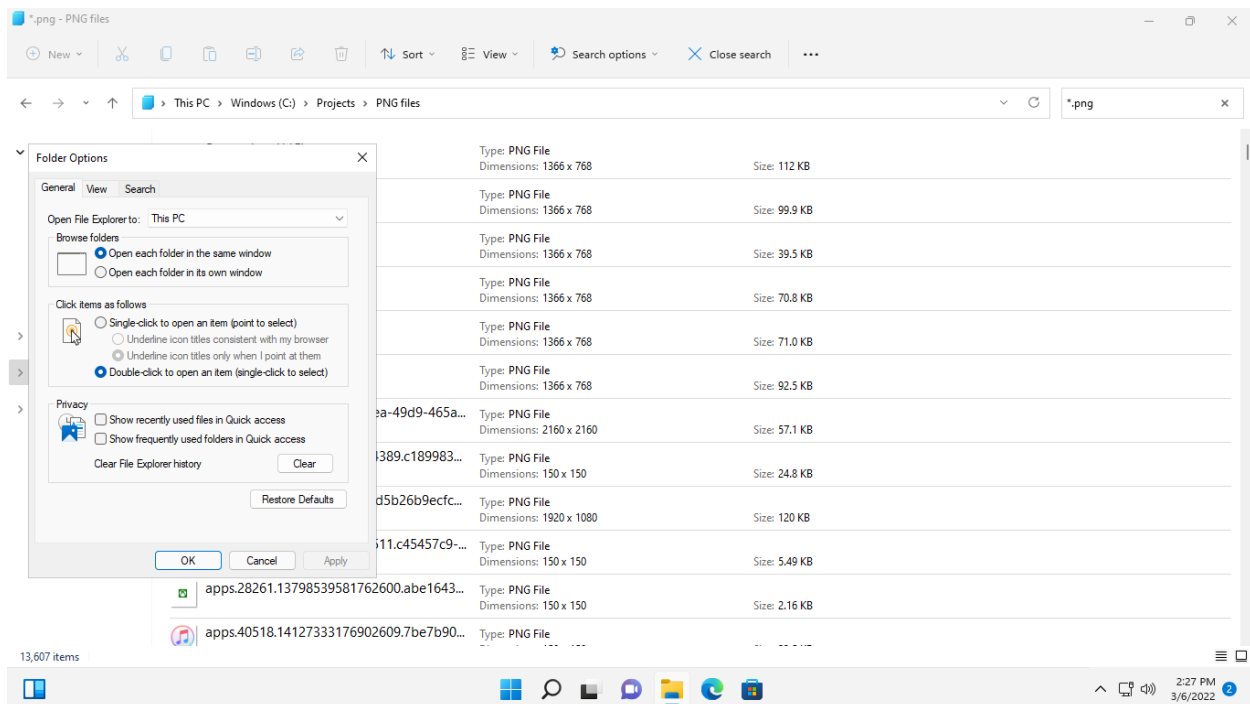 *.png - PNG files
New
Sort
View
Search options
Close search
This PC > Windows (C:) > Projects > PNG files
*.png
Folder Options
General View Search
Open File Explorer to: This PC
Browse folders
Open each folder in the same window
Open each folder in its own window
Click items as follows
Single-click to open an item (point to select)
Underline icon titles consistent with my browser
Underline icon titles only when I point at them
Double-click to open an item (single-click to select)
Privacy
Show recently used files in Quick access
Show frequently used folders in Quick access
Clear File Explorer history Clear
Restore Defaults
OK Cancel Apply
Type: PNG File
Dimensions: 1366 x 768 Size: 112 KB
Type: PNG File
Dimensions: 1366 x 768 Size: 99.9 KB
Type: PNG File
Dimensions: 1366 x 768 Size: 39.5 KB
Type: PNG File
Dimensions: 1366 x 768 Size: 70.8 KB
Type: PNG File
Dimensions: 1366 x 768 Size: 71.0 KB
Type: PNG File
Dimensions: 1366 x 768 Size: 92.5 KB
ea-49d9-465a... Type: PNG File
Dimensions: 2160 x 2160 Size: 57.1 KB
4389.c189983... Type: PNG File
Dimensions: 150 x 150 Size: 24.8 KB
d5b26b9ecfc... Type: PNG File
Dimensions: 1920 x 1080 Size: 120 KB
511.c45457c9-... Type: PNG File
Dimensions: 150 x 150 Size: 5.49 KB
apps.28261.13798539581762600.abe1643... Type: PNG File
Dimensions: 150 x 150 Size: 2.16 KB
apps.40518.14127333176902609.7be7b90... Type: PNG File
13,607 items
2:27 PM
3/6/2022
2